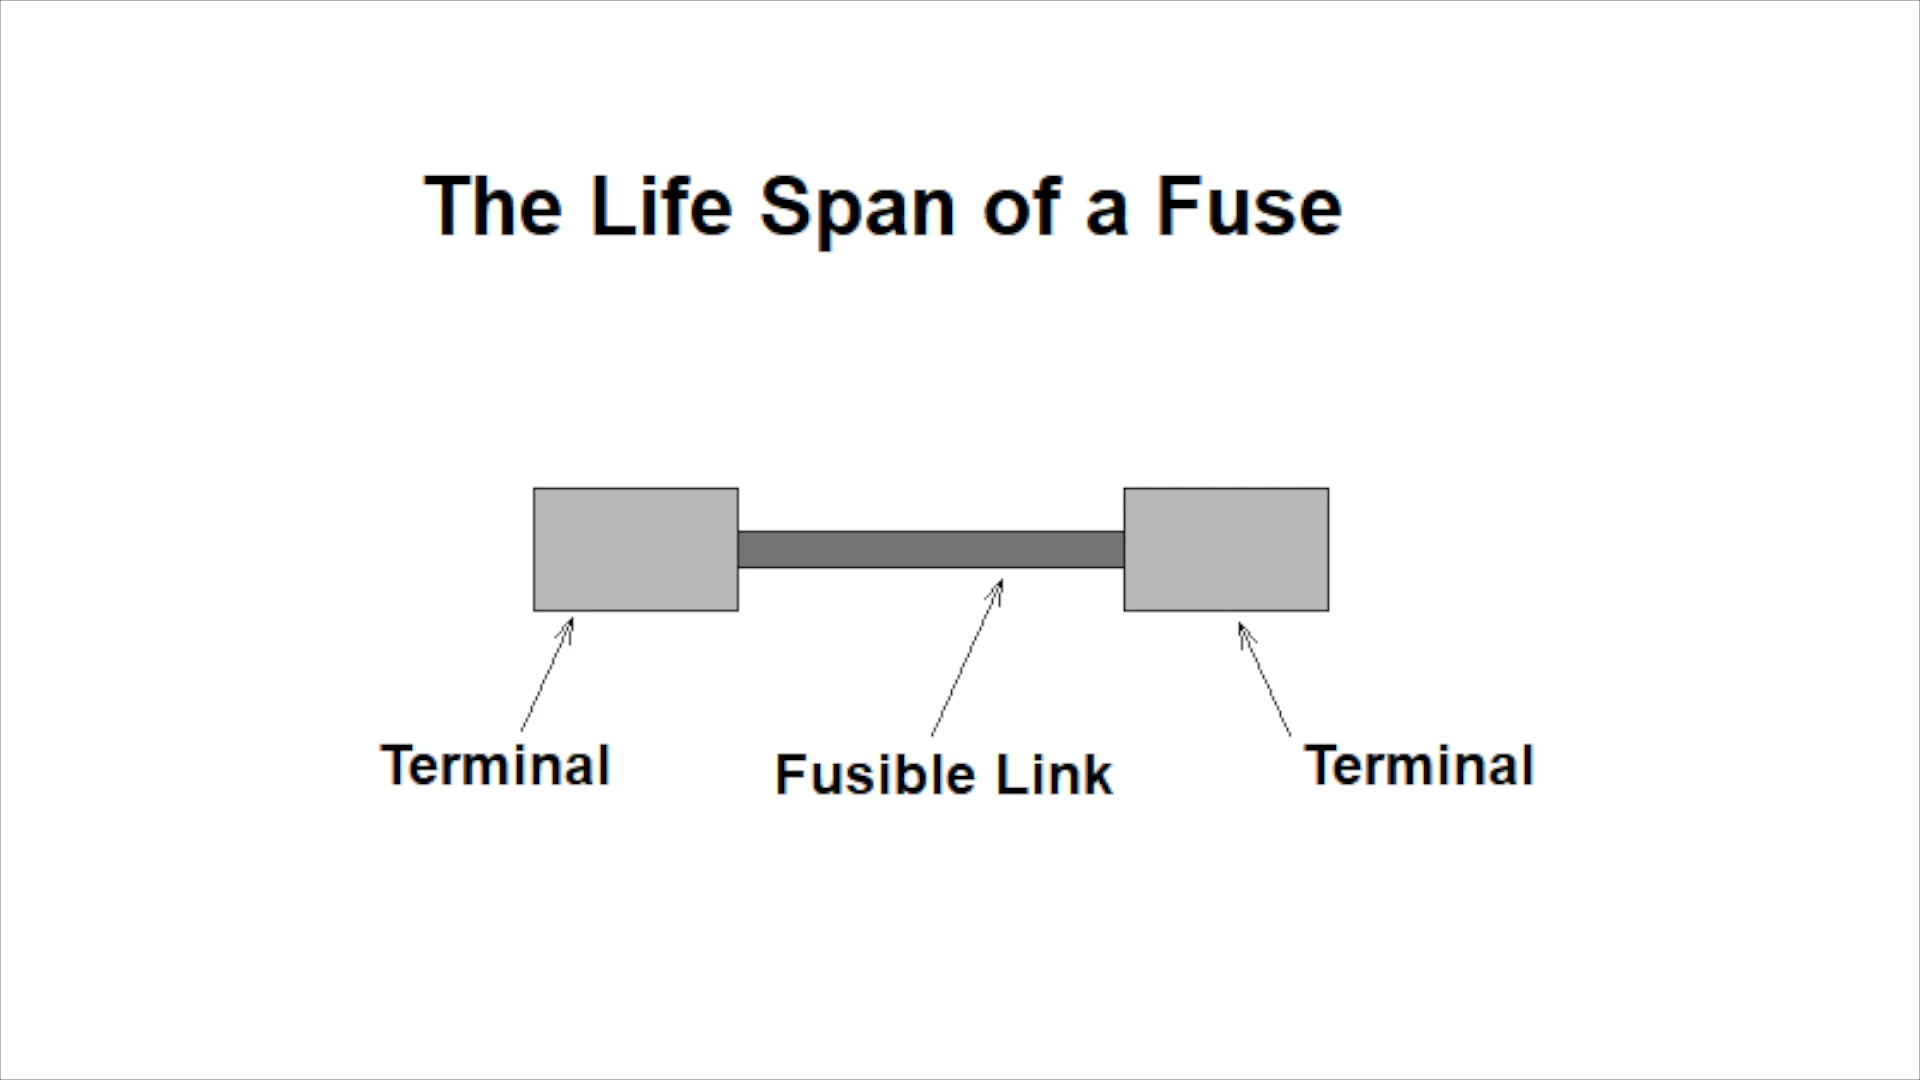 The Life Span of a Fuse
Terminal
Fusible Link
Terminal